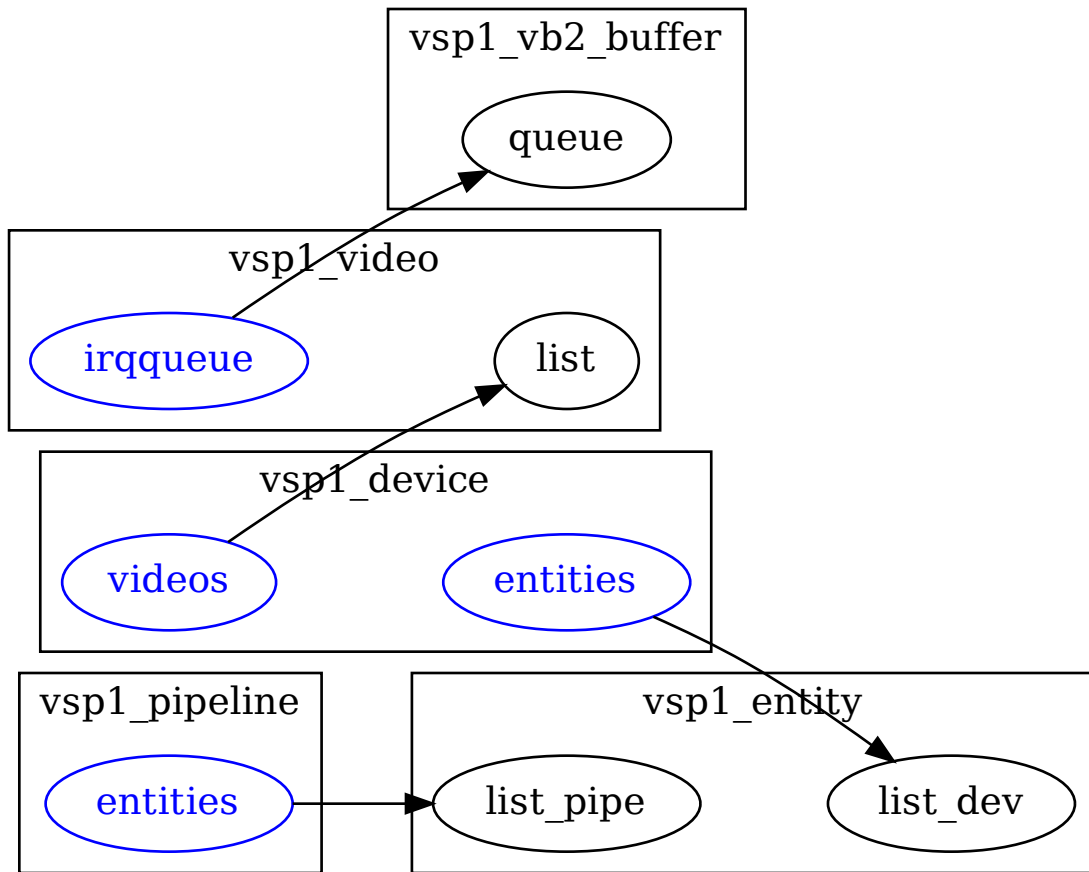 vsp1_vb2_buffer
queue
vsp1_video
irqqueue
list
vsp1_device
videos
entities
vsp1_pipeline
vsp1_entity
entities
list_pipe
list_dev